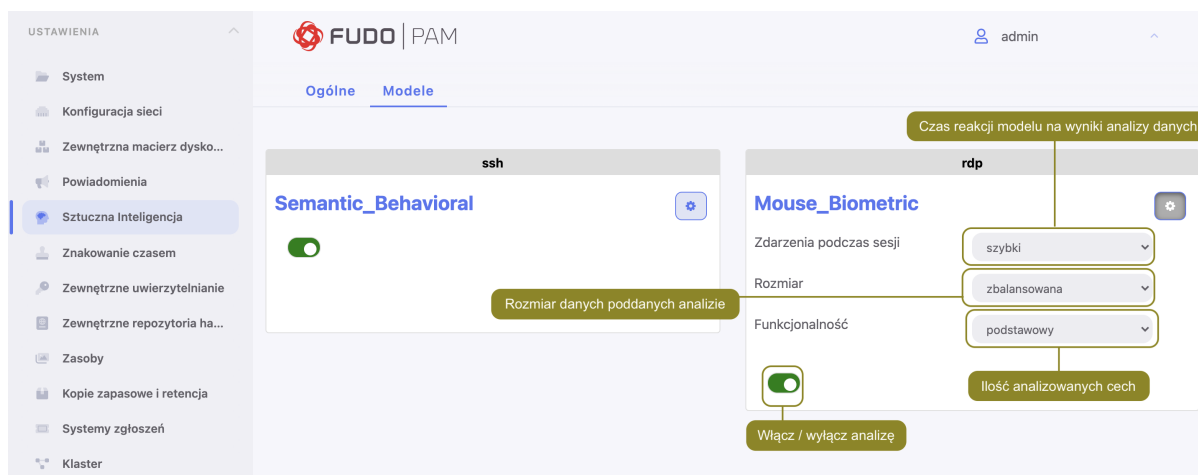 USTAWIENIA
System
Konfiguracja sieci
Zewnętrzna macierz dysko...
Powiadomienia
Sztuczna Inteligencja
Znakowanie czasem
Zewnętrzne uwierzytelnianie
Zewnętrzne repozytoria ha...
Zasoby
Kopie zapasowe i retencja
Systemy zgłoszeń
Klaster
FUDO PAM
admin
Ogólne Modele
Czas reakcji modelu na wyniki analizy danych
ssh
Semantic_Behavioral
rdp
Mouse_Biometric
Zdarzenia podczas sesji szybki
Rozmiar zbalansowana
Rozmiar danych poddanych analizie
Funkcjonalność podstawowy
Ilość analizowanych cech
Włącz / wyłącz analizę